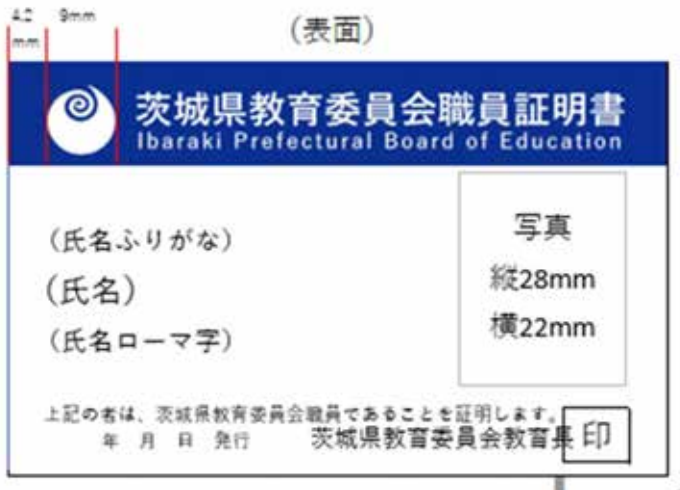 4.2
mm
9mm
(表面)
茨城県教育委員会職員証明書
Ibaraki Prefectural Board of Education
(氏名ふりがな)
(氏名)
(氏名ローマ字)
写真
縦28mm
横22mm
上記の者は、茨城県教育委員会職員であることを証明します。
年 月 日 発行 茨城県教育委員会教育長 印